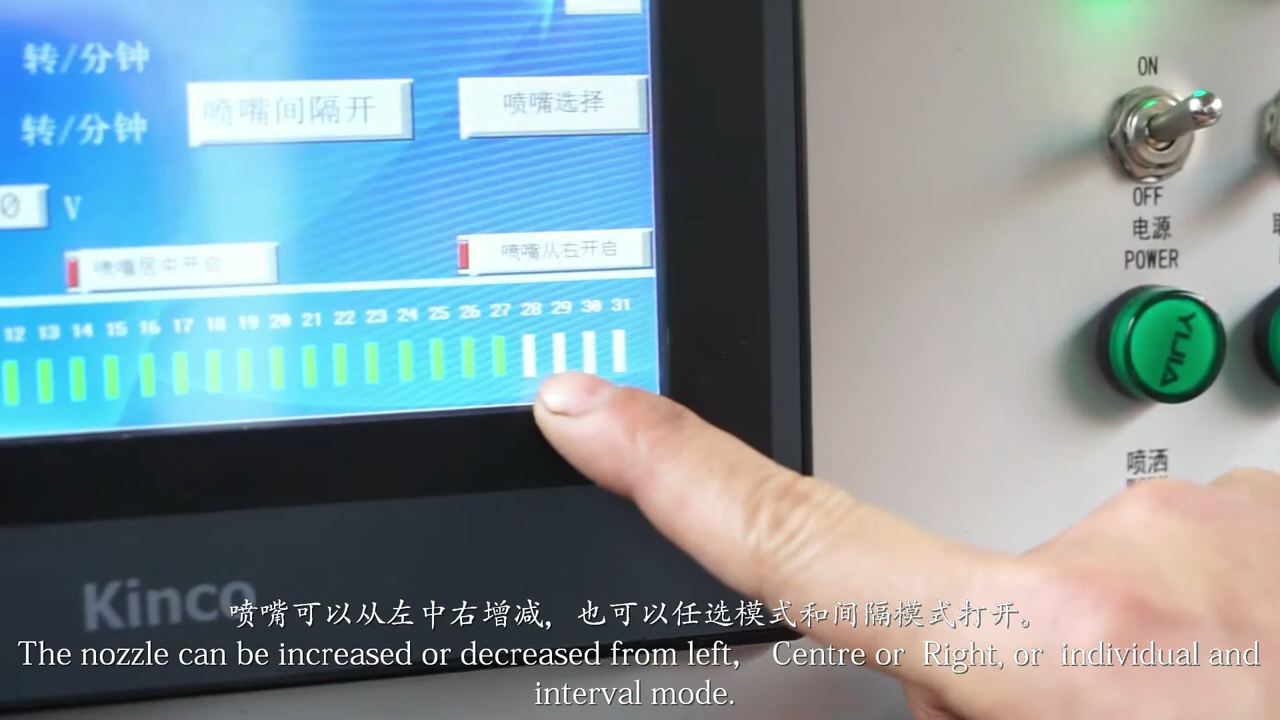 转/分钟
喷嘴间隔开
喷嘴选择
转/分钟
0 V
喷嘴居中开启
喷嘴从右开启
12 13 14 15 16 17 18 19 20 21 22 23 24 25 26 27 28 29 30 31
ON
OFF
电源
POWER
YIJIA
喷洒
Kinco
喷嘴可以从左中右增减，也可以任选模式和间隔模式打开。
The nozzle can be increased or decreased from left, Centre or Right, or individual and
interval mode.